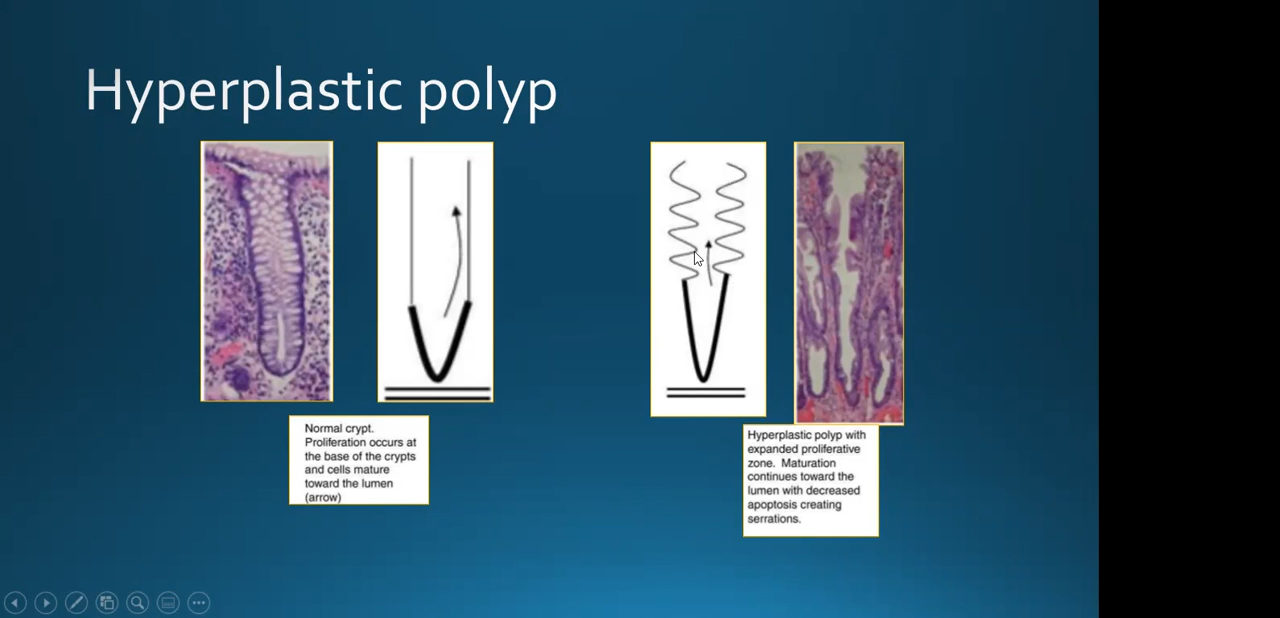 Hyperplastic polyp
Normal crypt.
Proliferation occurs at
the base of the crypts
and cells mature
toward the lumen
(arrow)
Hyperplastic polyp with
expanded proliferative
zone. Maturation
continues toward the
lumen with decreased
apoptosis creating
serrations.